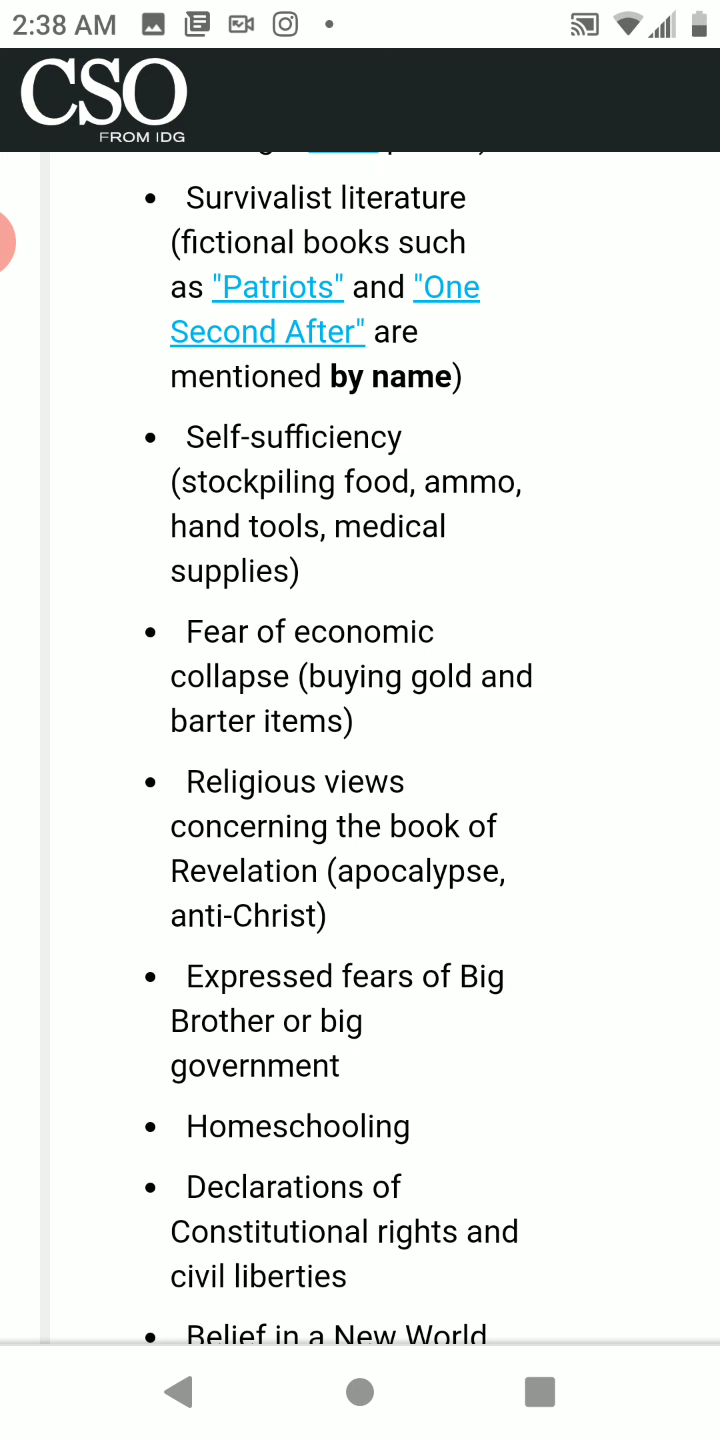 2:38 AM
CSO
FROM IDG
• Survivalist literature
(fictional books such
as "Patriots" and "One
Second After" are
mentioned by name)
• Self-sufficiency
(stockpiling food, ammo,
hand tools, medical
supplies)
• Fear of economic
collapse (buying gold and
barter items)
• Religious views
concerning the book of
Revelation (apocalypse,
anti-Christ)
• Expressed fears of Big
Brother or big
government
• Homeschooling
• Declarations of
Constitutional rights and
civil liberties
• Belief in a New World